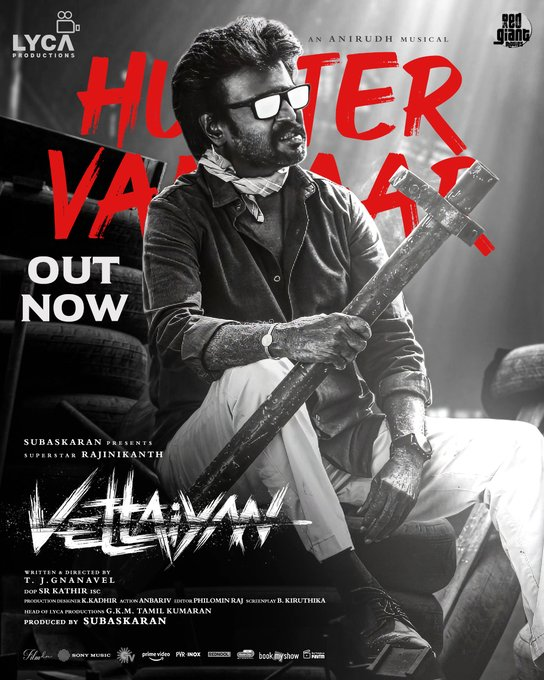 LYCA
PRODUCTIONS
AN ANIRUDH MUSICAL
Red
giant
MOVIES
OUT
NOW
SUBASKARAN PRESENTS
SUPERSTAR RAJINIKANTH
VETTAIYAN
WRITTEN & DIRECTED BY
T. J.GNANAVEL
DOP SR KATHIR ISC
PRODUCTION DESIGNER K.KADHIR ACTION ANBARIV EDITOR PHILOMIN RAJ SCREENPLAY B. KIRUTHIKA
HEAD OF LYCA PRODUCTIONS G.K.M. TAMIL KUMARAN
PRODUCED BY SUBASKARAN
SONY MUSIC prime video PVR INOX book my show Paytm